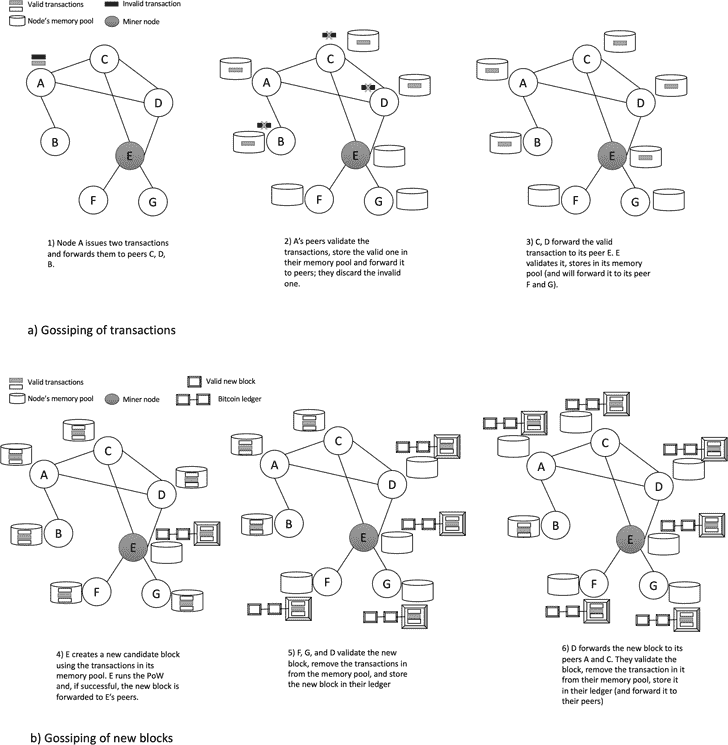 Valid transactions
Invalid transaction
Node's memory pool
Miner node
A
C
D
B
E
F
G
A
C
D
B
E
F
G
A
C
D
B
E
F
G
1) Node A issues two transactions
and forwards them to peers C, D,
B.
2) A's peers validate the
transactions, store the valid one in
their memory pool and forward it
to peers; they discard the invalid
one.
3) C, D forward the valid
transaction to its peer E. E
validates it, stores in its memory
pool (and will forward it to its peer
F and G).
a) Gossiping of transactions
Valid transactions
Valid new block
Node's memory pool
Miner node
Bitcoin ledger
A
C
D
B
E
F
G
A
C
D
B
E
F
G
A
C
D
B
E
F
G
4) E creates a new candidate block
using the transactions in its
memory pool. E runs the PoW
and, if successful, the new block is
forwarded to E's peers.
5) F, G, and D validate the new
block, remove the transactions in
from the memory pool, and store
the new block in their ledger
6) D forwards the new block to its
peers A and C. They validate the
block, remove the transaction in it
from their memory pool, store it
in their ledger (and forward it to
their peers)
b) Gossiping of new blocks